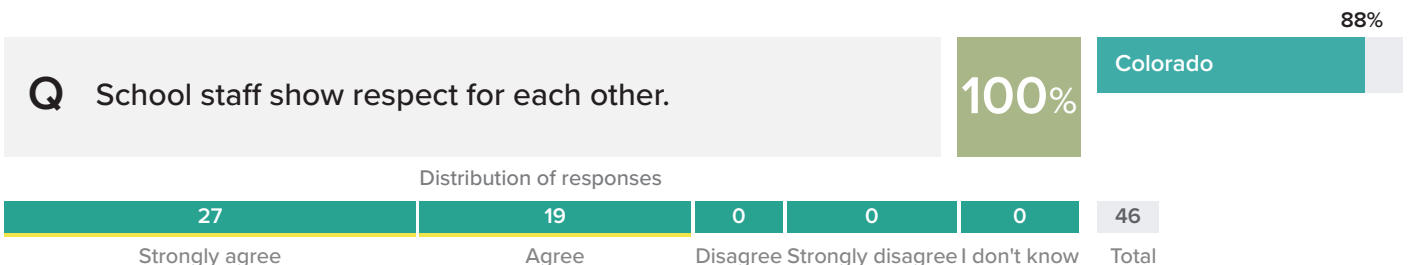 88%
Q School staff show respect for each other.
100%
Colorado
Distribution of responses
27 19 0 0 0 46
Strongly agree Agree Disagree Strongly disagree I don't know Total